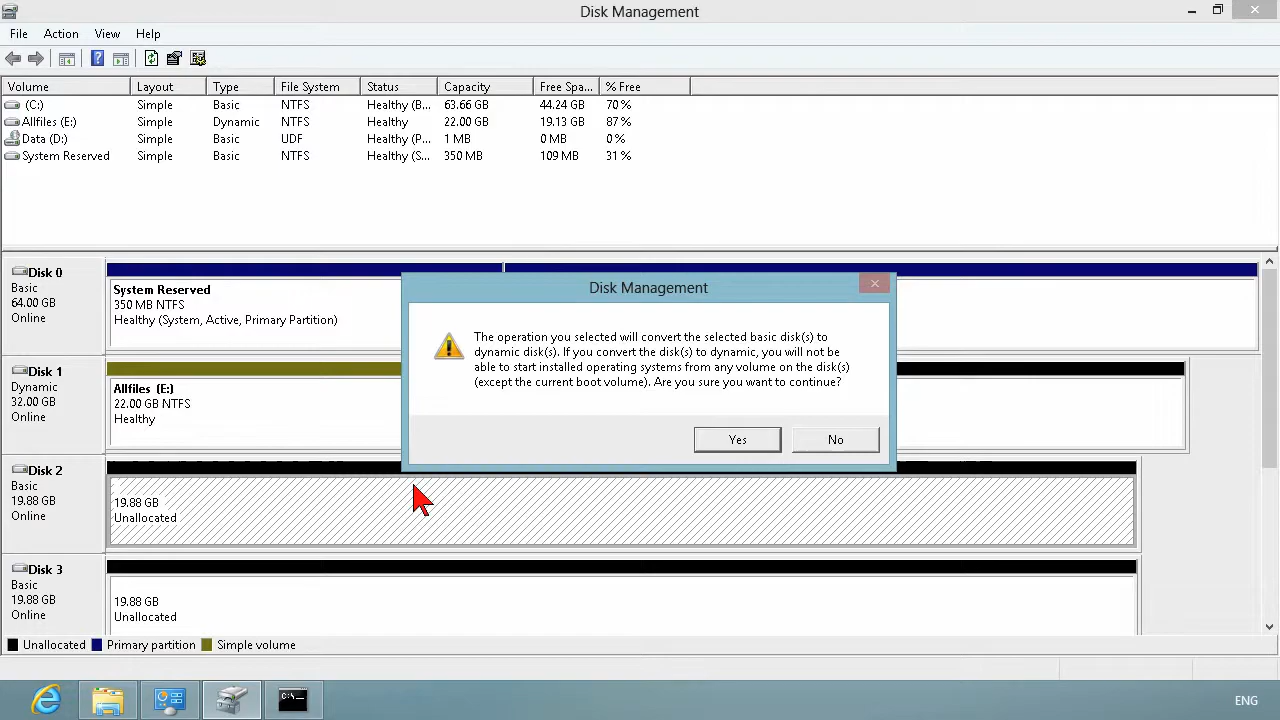 Disk Management
File Action View Help
Volume Layout Type File System Status Capacity Free Spa... % Free
(C:) Simple Basic NTFS Healthy (B... 63.66 GB 44.24 GB 70 %
Allfiles (E:) Simple Dynamic NTFS Healthy 22.00 GB 19.13 GB 87 %
Data (D:) Simple Basic UDF Healthy (P... 1 MB 0 MB 0 %
System Reserved Simple Basic NTFS Healthy (S... 350 MB 109 MB 31 %
Disk 0
Basic
64.00 GB
Online
System Reserved
350 MB NTFS
Healthy (System, Active, Primary Partition)
Disk Management
The operation you selected will convert the selected basic disk(s) to
dynamic disk(s). If you convert the disk(s) to dynamic, you will not be
able to start installed operating systems from any volume on the disk(s)
(except the current boot volume). Are you sure you want to continue?
Yes No
Disk 1
Dynamic
32.00 GB
Online
Allfiles (E:)
22.00 GB NTFS
Healthy
Disk 2
Basic
19.88 GB
Online
19.88 GB
Unallocated
Disk 3
Basic
19.88 GB
Online
19.88 GB
Unallocated
Unallocated Primary partition Simple volume
C:\._
ENG